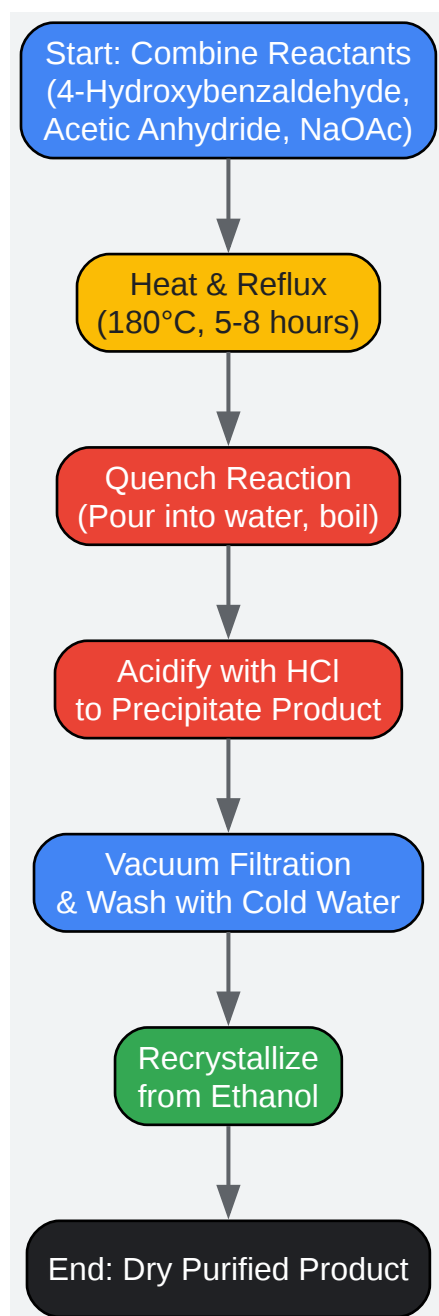 Start: Combine Reactants
(4-Hydroxybenzaldehyde,
Acetic Anhydride, NaOAc)
Heat & Reflux
(180°C, 5-8 hours)
Quench Reaction
(Pour into water, boil)
Acidify with HCl
to Precipitate Product
Vacuum Filtration
& Wash with Cold Water
Recrystallize
from Ethanol
End: Dry Purified Product